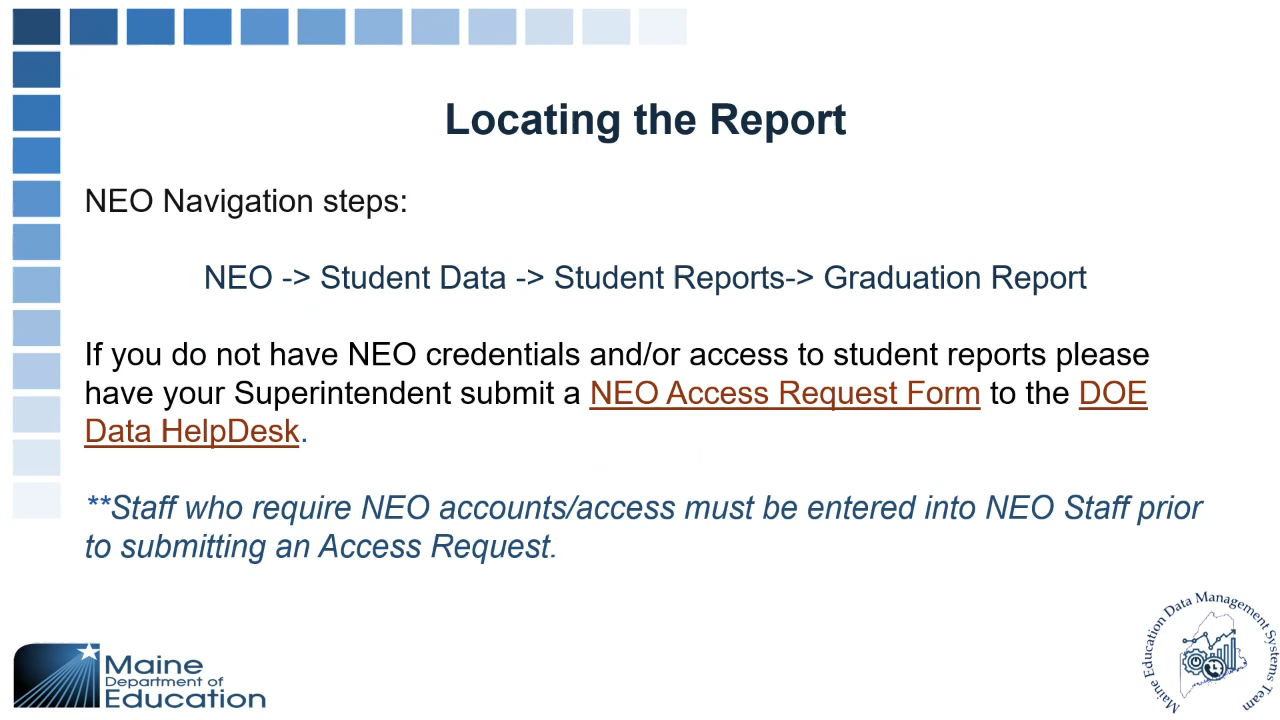 Locating the Report
NEO Navigation steps:
NEO -> Student Data -> Student Reports-> Graduation Report
If you do not have NEO credentials and/or access to student reports please
have your Superintendent submit a NEO Access Request Form to the DOE
Data HelpDesk.
**Staff who require NEO accounts/access must be entered into NEO Staff prior
to submitting an Access Request.
Maine
Department of
Education
Maine Education Data Management Systems Team